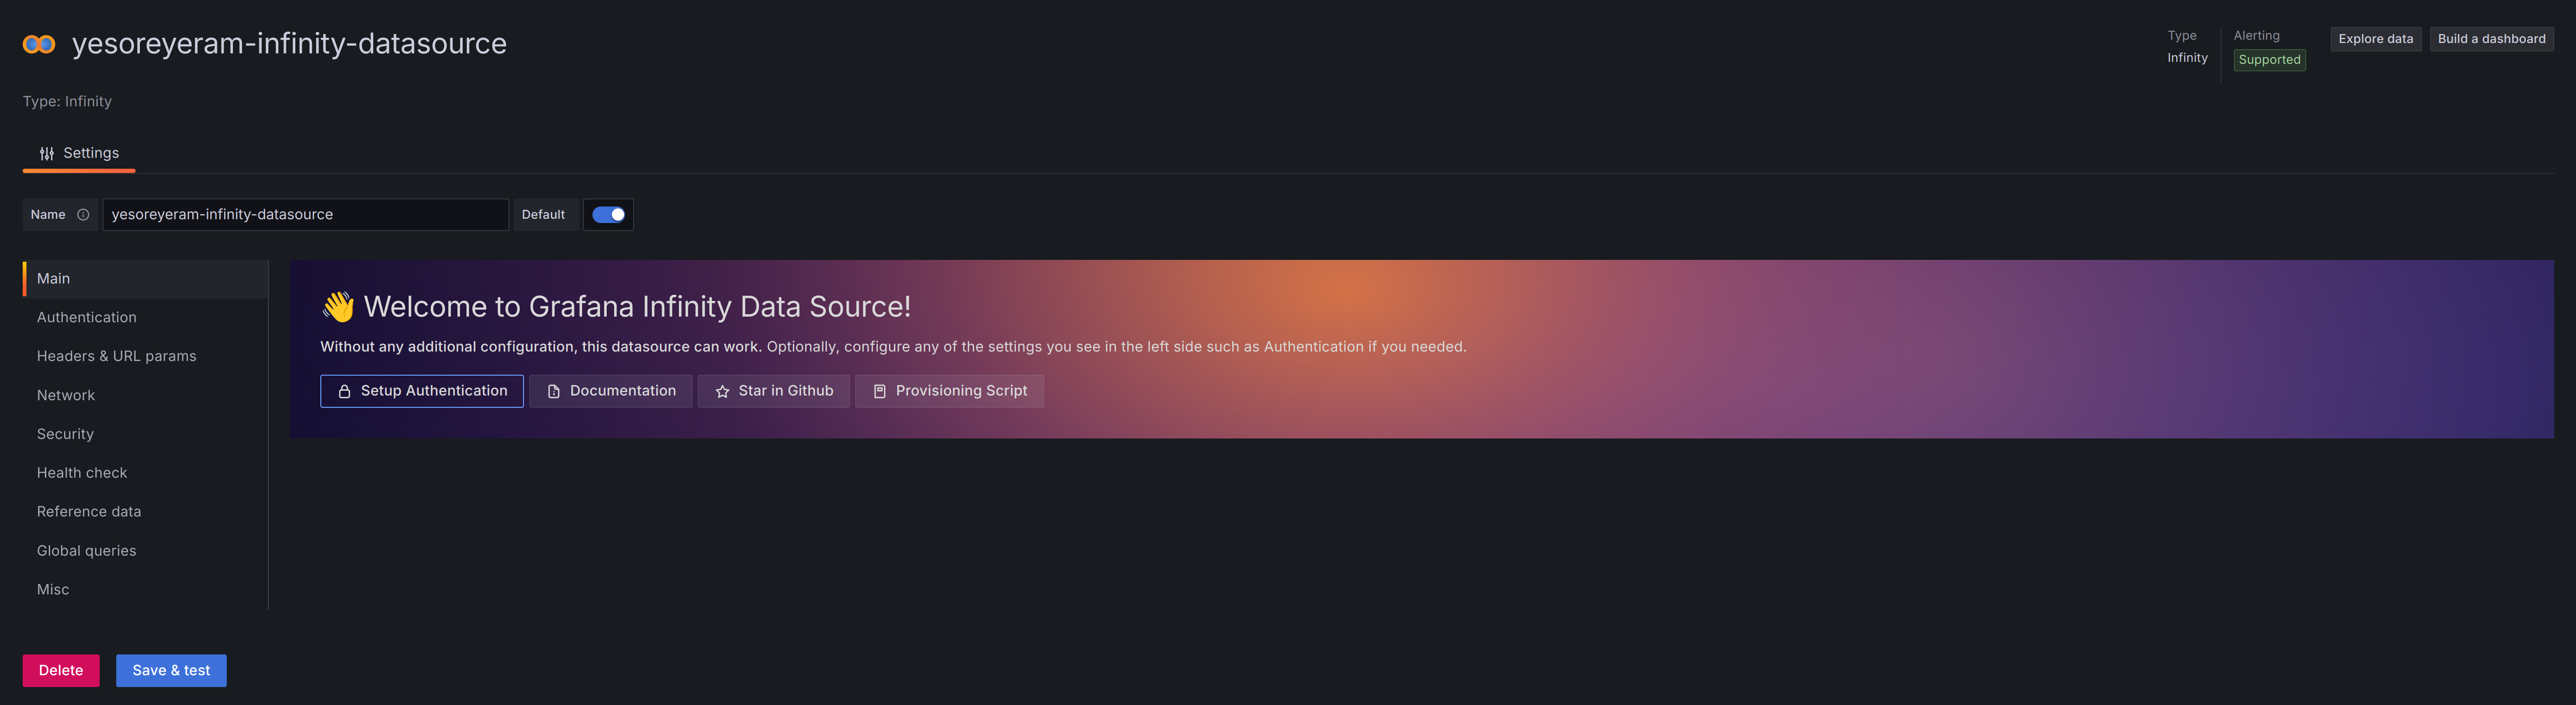 yesoreyeram-infinity-datasource
Type
Infinity
Alerting
Supported
Explore data
Build a dashboard
Type: Infinity
Settings
Name
yesoreyeram-infinity-datasource
Default
Main
Authentication
Headers & URL params
Network
Security
Health check
Reference data
Global queries
Misc
👋 Welcome to Grafana Infinity Data Source!
Without any additional configuration, this datasource can work. Optionally, configure any of the settings you see in the left side such as Authentication if you needed.
Setup Authentication
Documentation
Star in Github
Provisioning Script
Delete
Save & test